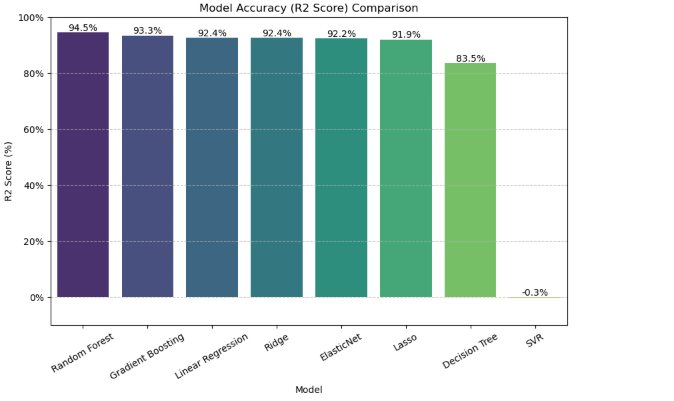 Model Accuracy (R2 Score) Comparison
100%
80%
60%
40%
20%
0%
R2 Score (%)
94.5%
93.3%
92.4%
92.4%
92.2%
91.9%
83.5%
-0.3%
Random Forest
Gradient Boosting
Linear Regression
Ridge
ElasticNet
Lasso
Decision Tree
SVR
Model